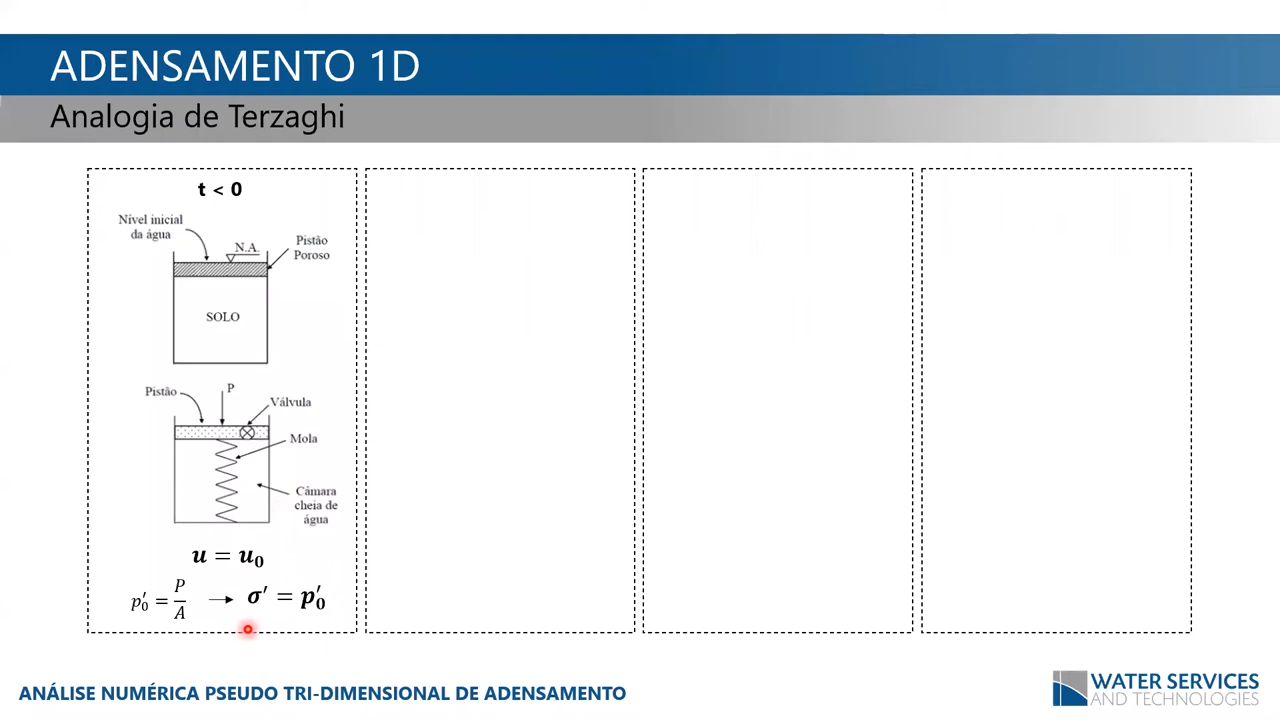 ADENSAMENTO 1D
Analogia de Terzaghi
t < 0
Nível inicial
da água
N.A.
Pistão
Poroso
SOLO
Pistão
P
Válvula
Mola
Câmara
cheia de
água
u = u₀
p′₀ = P/A → σ′ = p′₀
ANÁLISE NUMÉRICA PSEUDO TRI-DIMENSIONAL DE ADENSAMENTO
WATER SERVICES
AND TECHNOLOGIES